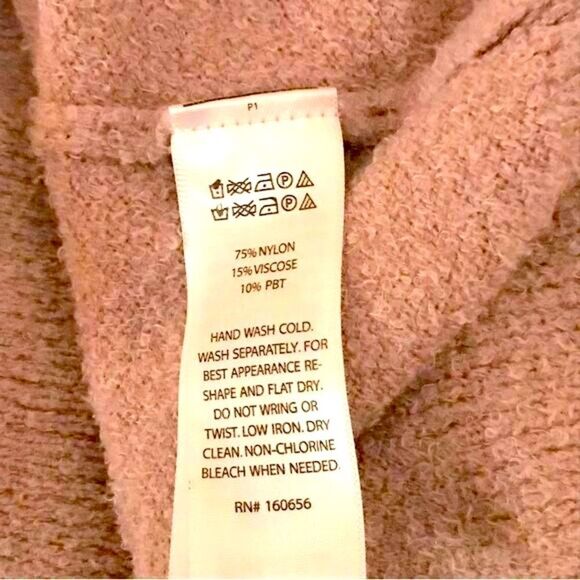 P1
75% NYLON
15% VISCOSE
10% PBT
HAND WASH COLD.
WASH SEPARATELY. FOR
BEST APPEARANCE RE-
SHAPE AND FLAT DRY.
DO NOT WRING OR
TWIST. LOW IRON. DRY
CLEAN. NON-CHLORINE
BLEACH WHEN NEEDED.
RN# 160656